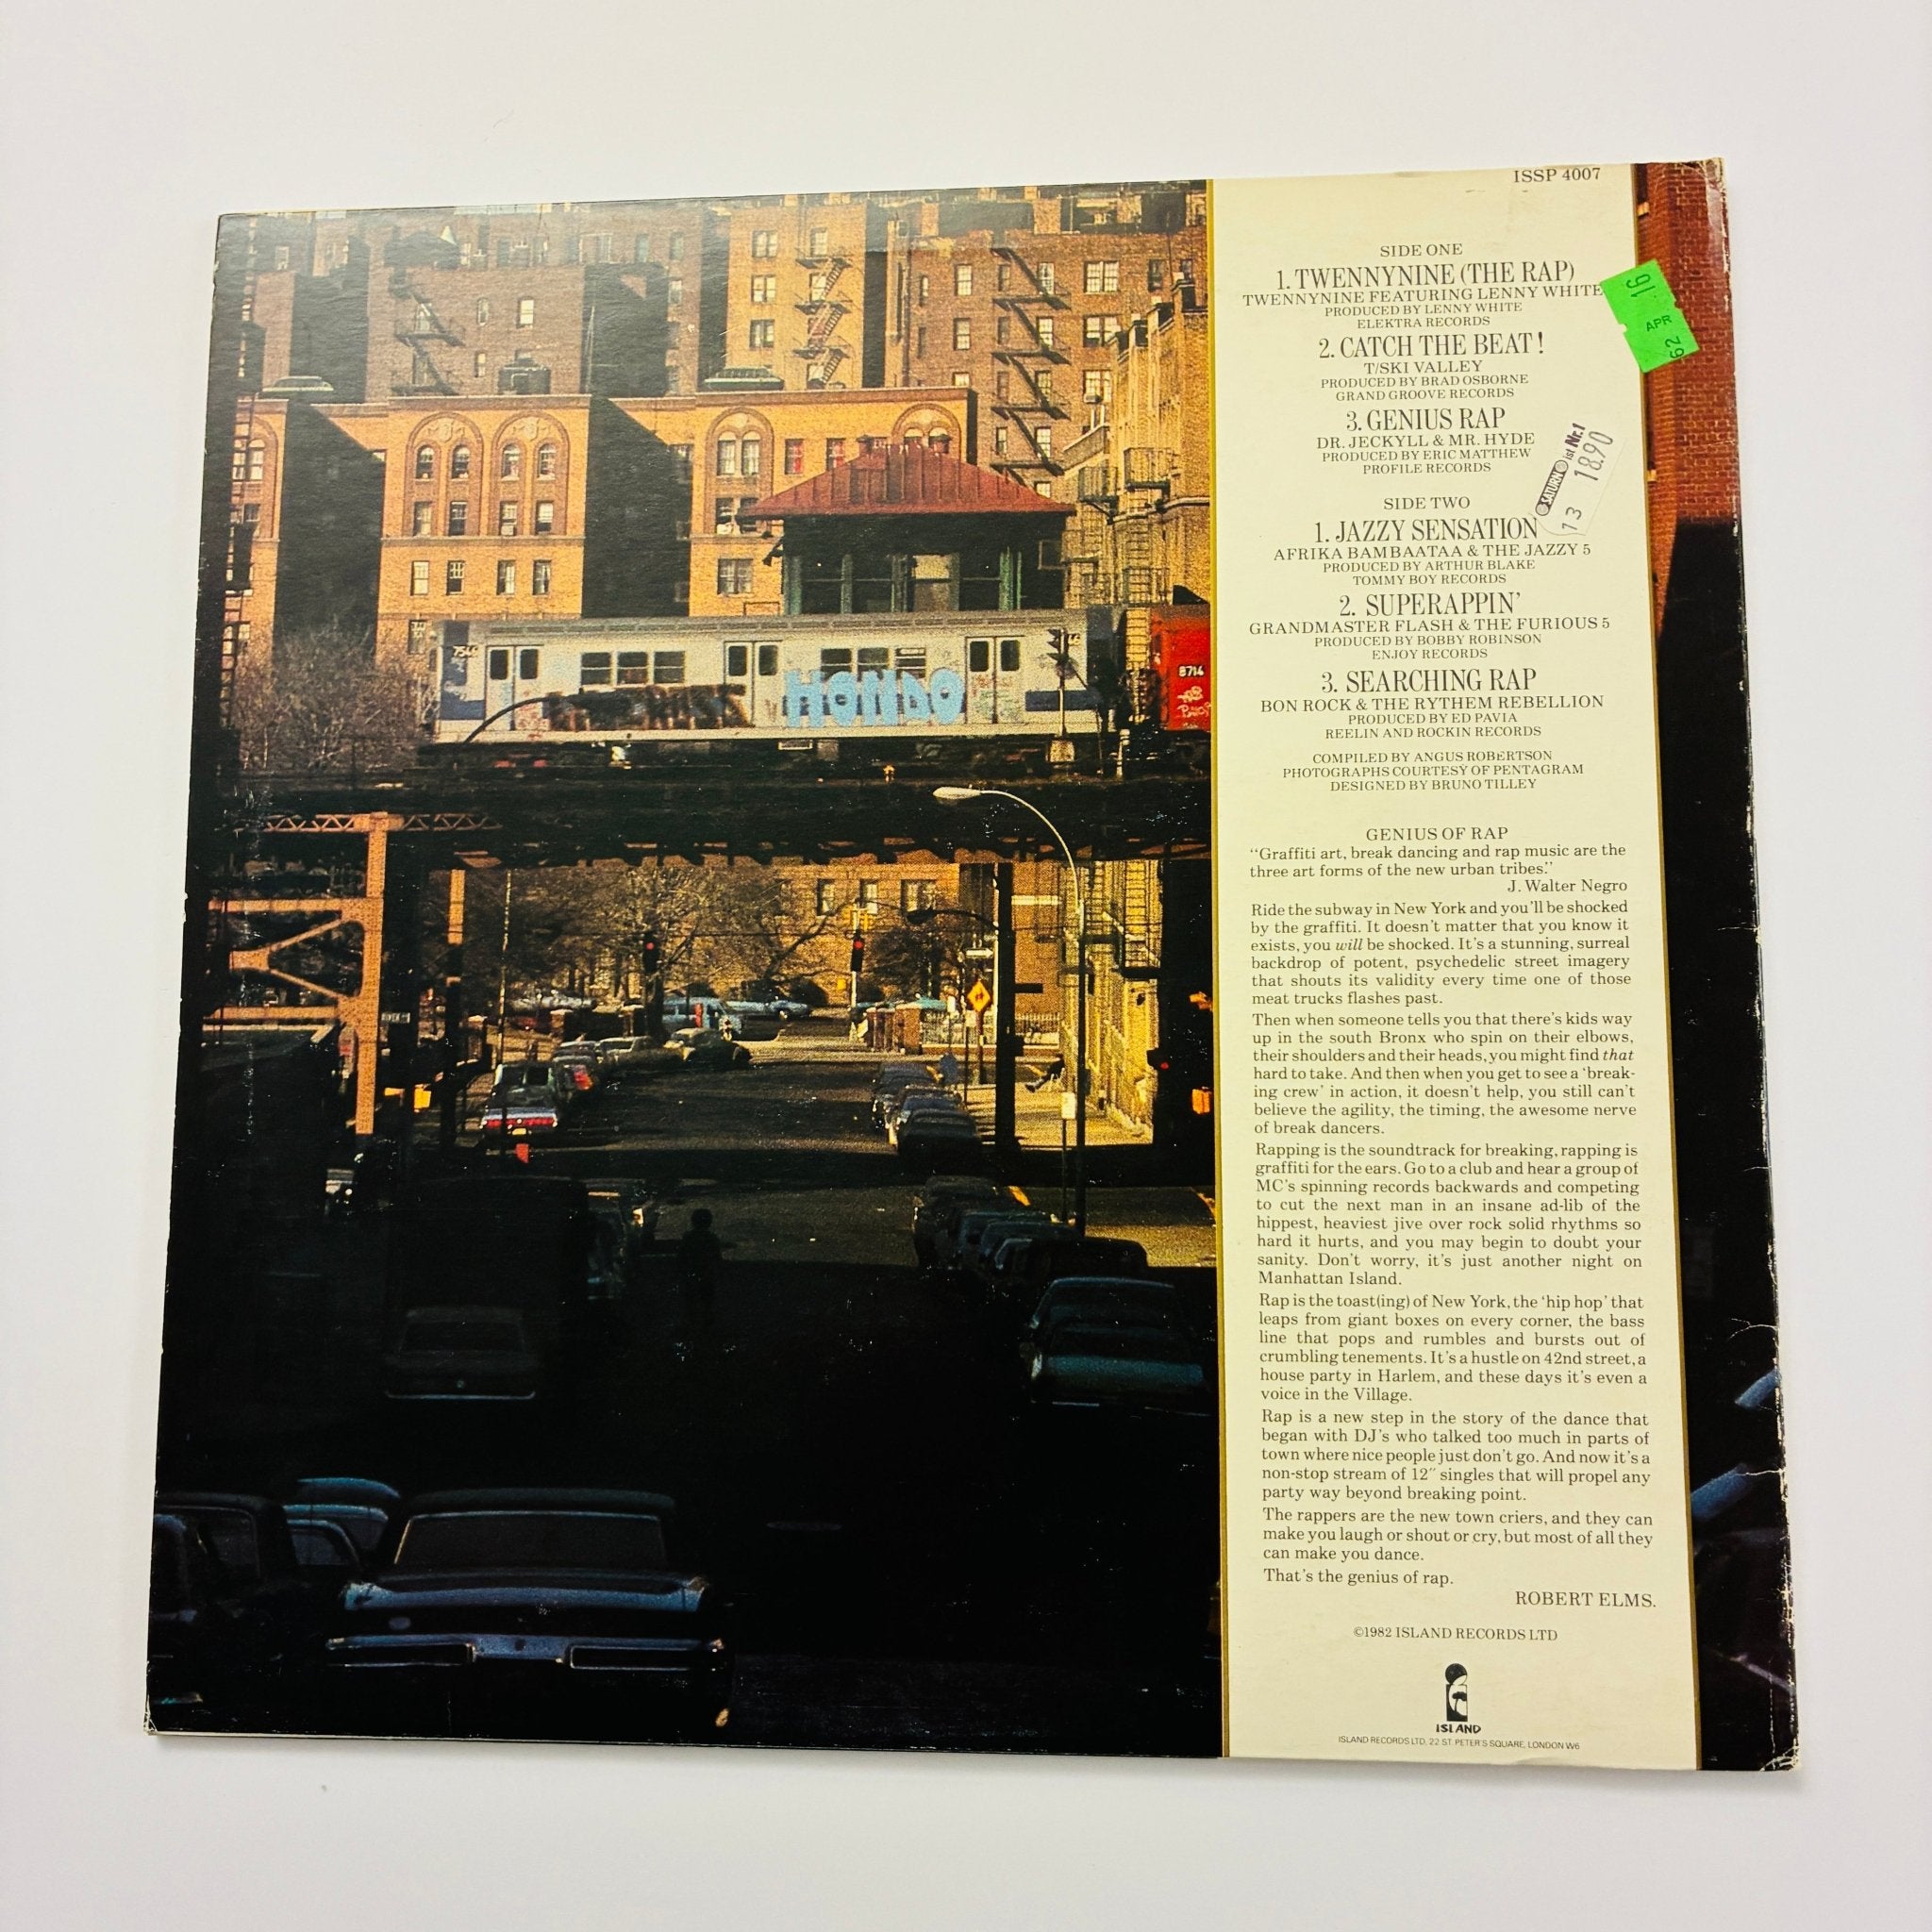 ISSP 4007
SIDE ONE
1. TWENNYNINE (THE RAP)
TWENNYNINE FEATURING LENNY WHITE
PRODUCED BY LENNY WHITE
ELEKTRA RECORDS
2. CATCH THE BEAT!
T/SKI VALLEY
PRODUCED BY BRAD OSBORNE
GRAND GROOVE RECORDS
3. GENIUS RAP
DR. JECKYLL & MR. HYDE
PRODUCED BY ERIC MATTHEW
PROFILE RECORDS
SIDE TWO
1. JAZZY SENSATION
AFRIKA BAMBAATAA & THE JAZZY 5
PRODUCED BY ARTHUR BLAKE
TOMMY BOY RECORDS
2. SUPERAPPIN'
GRANDMASTER FLASH & THE FURIOUS 5
PRODUCED BY BOBBY ROBINSON
ENJOY RECORDS
3. SEARCHING RAP
BON ROCK & THE RYTHEM REBELLION
PRODUCED BY ED PAVIA
REELIN AND ROCKIN RECORDS
COMPILED BY ANGUS ROBERTSON
PHOTOGRAPHS COURTESY OF PENTAGRAM
DESIGNED BY BRUNO TILLEY
GENIUS OF RAP
"Graffiti art, break dancing and rap music are the
three art forms of the new urban tribes."
J. Walter Negro
Ride the subway in New York and you'll be shocked
by the graffiti. It doesn't matter that you know it
exists, you will be shocked. It's a stunning, surreal
backdrop of potent, psychedelic street imagery
that shouts its validity every time one of those
meat trucks flashes past.
Then when someone tells you that there's kids way
up in the south Bronx who spin on their elbows,
their shoulders and their heads, you might find that
hard to take. And then when you get to see a 'break-
ing crew' in action, it doesn't help, you still can't
believe the agility, the timing, the awesome nerve
of break dancers.
Rapping is the soundtrack for breaking, rapping is
graffiti for the ears. Go to a club and hear a group of
MC's spinning records backwards and competing
to cut the next man in an insane ad-lib of the
hippest, heaviest jive over rock solid rhythms so
hard it hurts, and you may begin to doubt your
sanity. Don't worry, it's just another night on
Manhattan Island.
Rap is the toast(ing) of New York, the 'hip hop' that
leaps from giant boxes on every corner, the bass
line that pops and rumbles and bursts out of
crumbling tenements. It's a hustle on 42nd street, a
house party in Harlem, and these days it's even a
voice in the Village.
Rap is a new step in the story of the dance that
began with DJ's who talked too much in parts of
town where nice people just don't go. And now it's a
non-stop stream of 12" singles that will propel any
party way beyond breaking point.
The rappers are the new town criers, and they can
make you laugh or shout or cry, but most of all they
can make you dance.
That's the genius of rap.
ROBERT ELMS.
©1982 ISLAND RECORDS LTD
ISLAND
ISLAND RECORDS LTD, 22 ST. PETER'S SQUARE, LONDON W6
16
APR
62
SATURN ist Nr.1
13 18.90
HONDO
8714